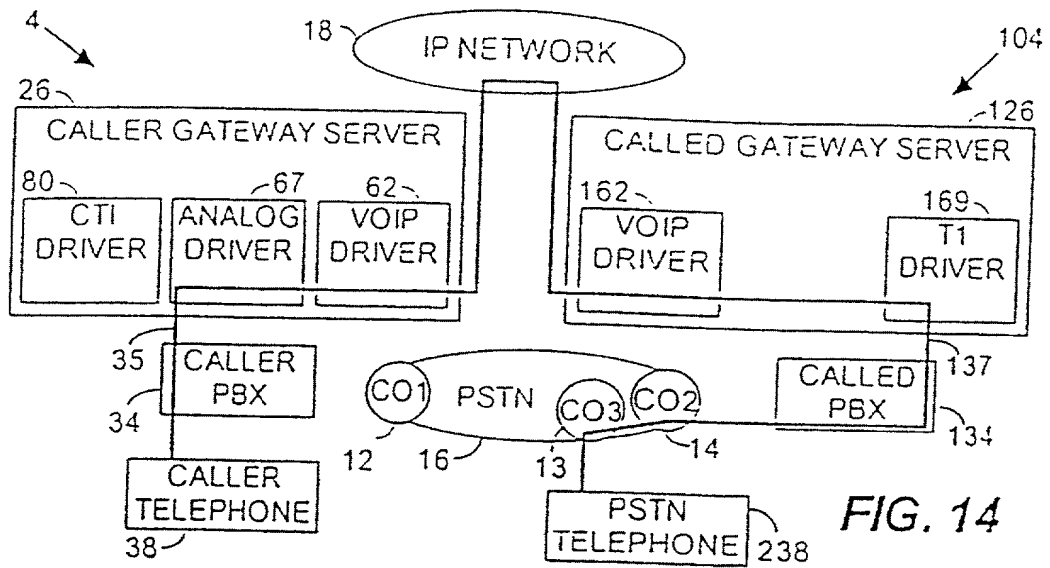 4
18
IP NETWORK
104
26
CALLER GATEWAY SERVER
126
CALLED GATEWAY SERVER
80
CTI
DRIVER
67
ANALOG
DRIVER
62
VOIP
DRIVER
162
VOIP
DRIVER
169
T1
DRIVER
35
CALLER
PBX
34
CO1
PSTN
CO3
CO2
137
CALLED
PBX
134
12
16
13
14
CALLER
TELEPHONE
38
PSTN
TELEPHONE
238
FIG. 14